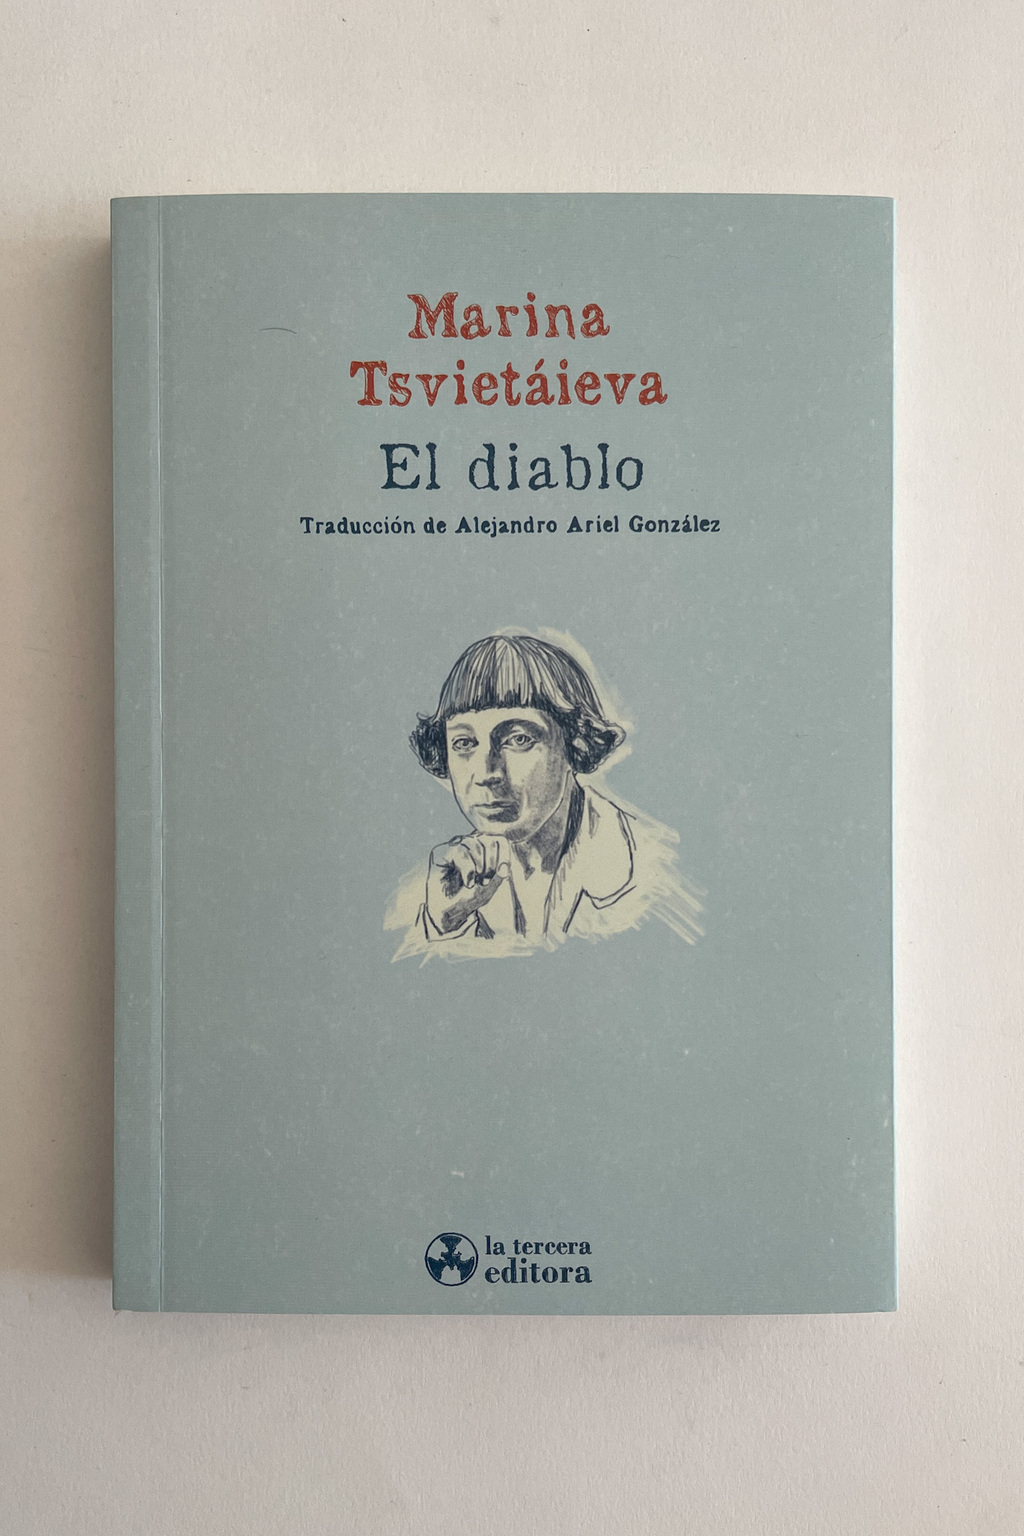 Marina
Tsvietáieva
El diablo
Traducción de Alejandro Ariel González
la tercera
editora